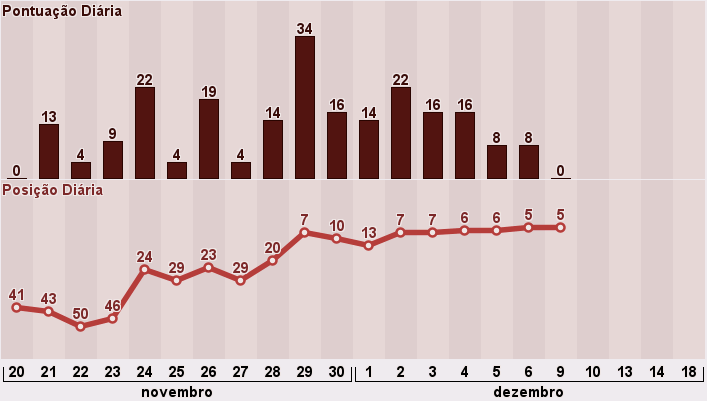 Pontuação Diária
0 13 4 9 22 4 19 4 14 34 16 14 22 16 16 8 8 0
Posição Diária
41 43 50 46 24 29 23 29 20 7 10 13 7 7 6 6 5 5
20 21 22 23 24 25 26 27 28 29 30 1 2 3 4 5 6 9 10 13 14 18
novembro dezembro